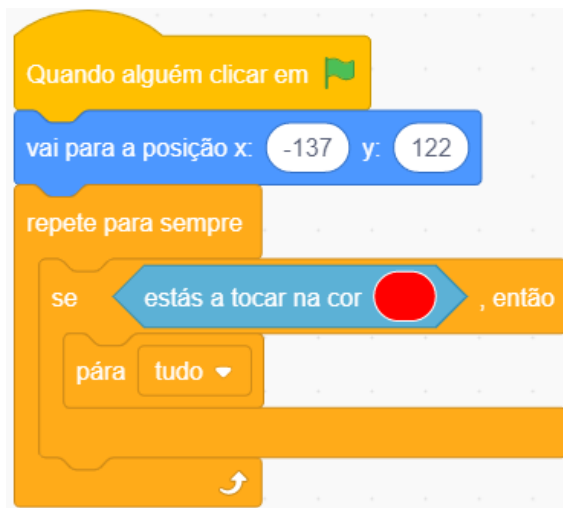 Quando alguém clicar em
vai para a posição x: -137 y: 122
repete para sempre
se estás a tocar na cor , então
pára tudo